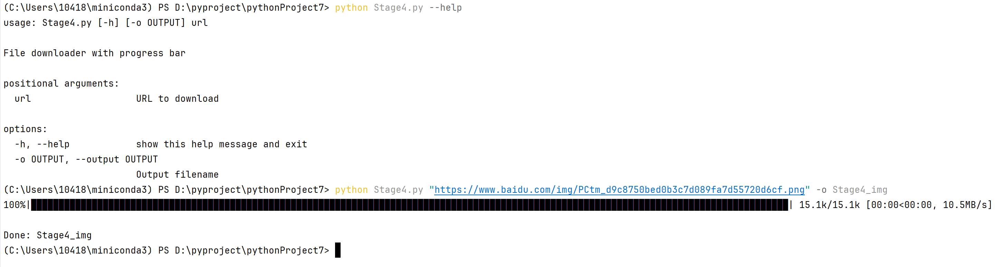 (C:\Users\10418\miniconda3) PS D:\pyproject\pythonProject7> python Stage4.py --help
usage: Stage4.py [-h] [-o OUTPUT] url
File downloader with progress bar
positional arguments:
  url                   URL to download
options:
  -h, --help            show this help message and exit
  -o OUTPUT, --output OUTPUT
                        Output filename
(C:\Users\10418\miniconda3) PS D:\pyproject\pythonProject7> python Stage4.py "https://www.baidu.com/img/PCtm_d9c8750bed0b3c7d089fa7d55720d6cf.png" -o Stage4_img
100%|| 15.1k/15.1k [00:00<00:00, 10.5MB/s]
Done: Stage4_img
(C:\Users\10418\miniconda3) PS D:\pyproject\pythonProject7>